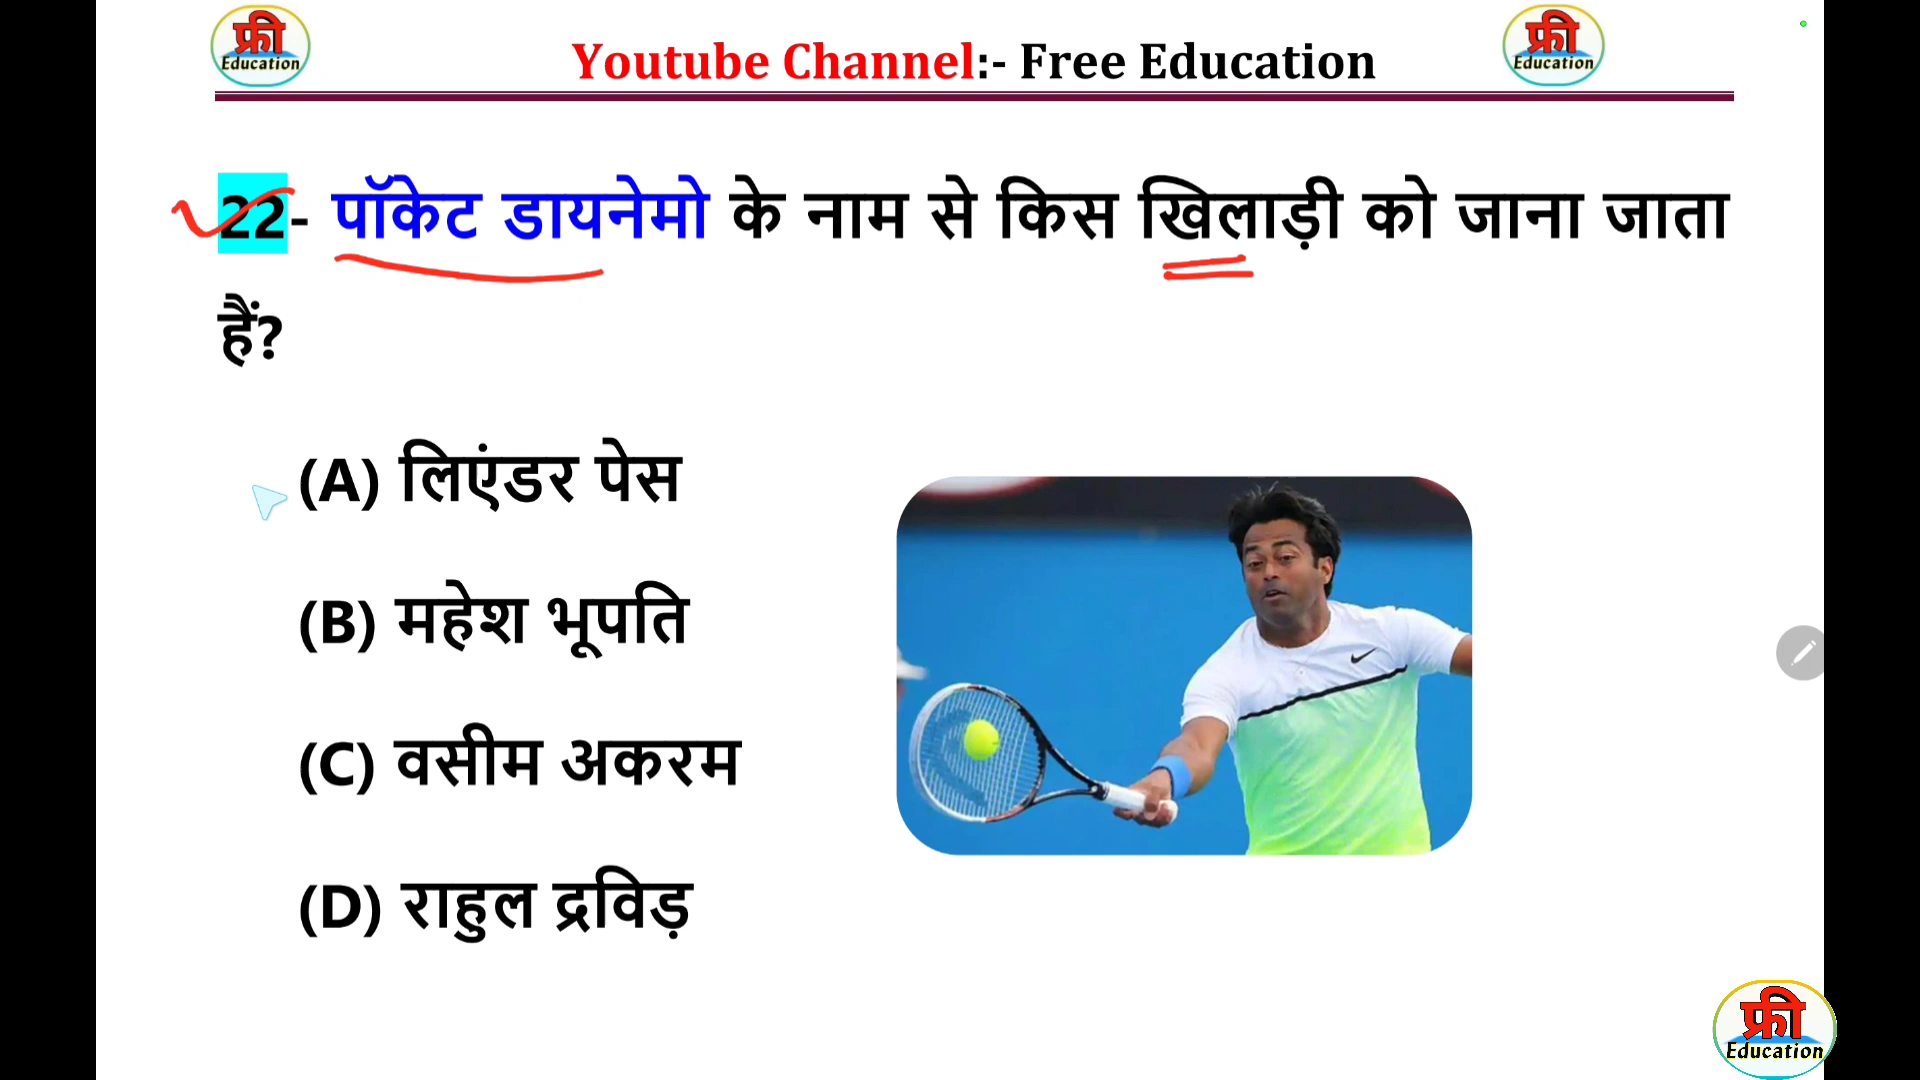 फ्री
Education
Youtube Channel:- Free Education
फ्री
Education
22- पॉकेट डायनेमो के नाम से किस खिलाड़ी को जाना जाता
हैं?
(A) लिएंडर पेस
(B) महेश भूपति
(C) वसीम अकरम
(D) राहुल द्रविड़
फ्री
Education